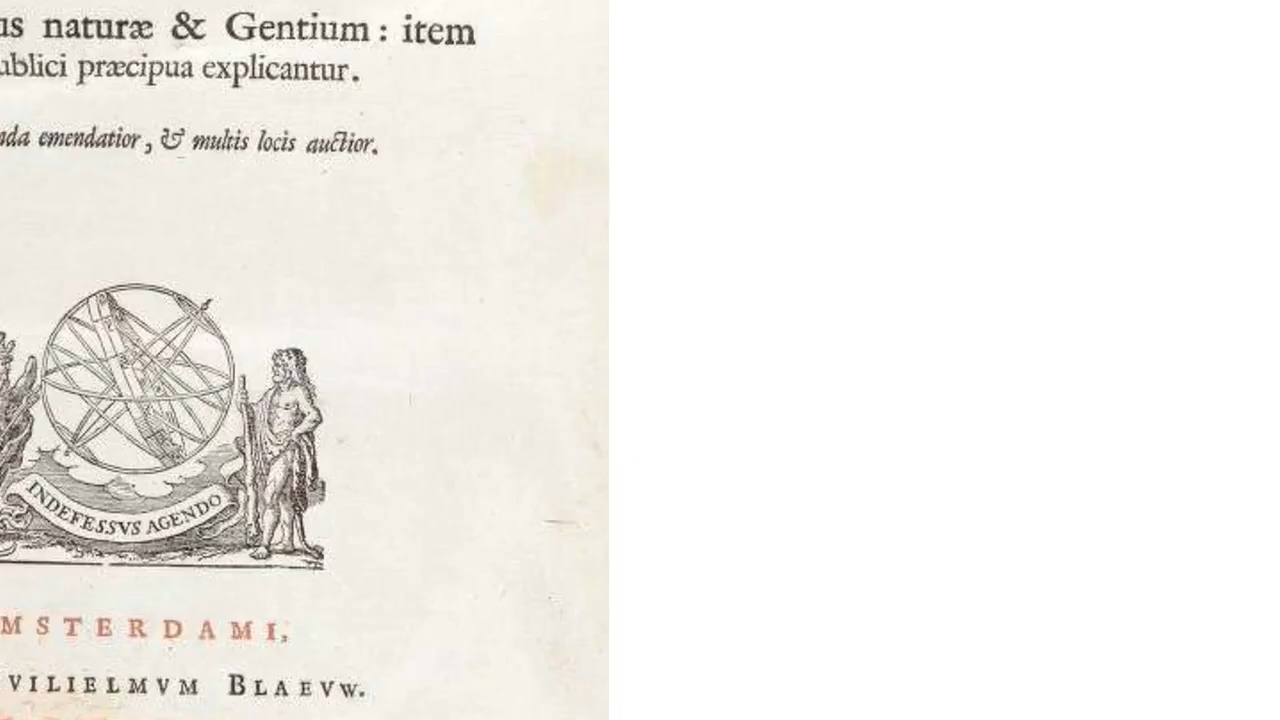 us naturæ & Gentium: item
ublici præcipua explicantur.
nda emendatior, & multis locis auctior.
INDEFESSVS AGENDO
MSTERDAMI,
VILIELMVM BLAEVW.